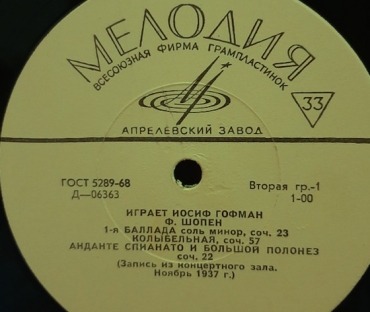 МЕЛОДИЯ
ВСЕСОЮЗНАЯ ФИРМА ГРАМПЛАСТИНОК
33
АПРЕЛЕВСКИЙ ЗАВОД
ГОСТ 5289-68
Д—06363
Вторая гр.-1
1-00
ИГРАЕТ ИОСИФ ГОФМАН
Ф. ШОПЕН
1-я БАЛЛАДА соль минор, соч. 23
КОЛЫБЕЛЬНАЯ, соч. 57
АНДАНТЕ СПИАНАТО И БОЛЬШОЙ ПОЛОНЕЗ
соч. 22
(Запись из концертного зала.
Ноябрь 1937 г.)